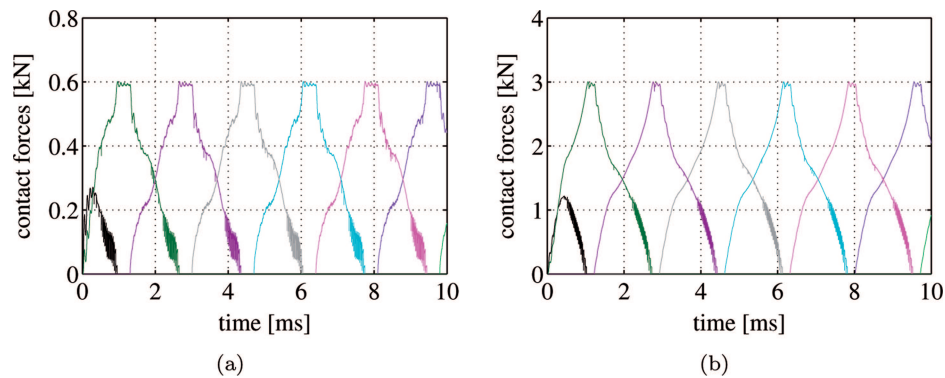 0.8
0.6
0.4
0.2
0
contact forces [kN]
0 2 4 6 8 10
time [ms]
(a)
4
3
2
1
0
contact forces [kN]
0 2 4 6 8 10
time [ms]
(b)